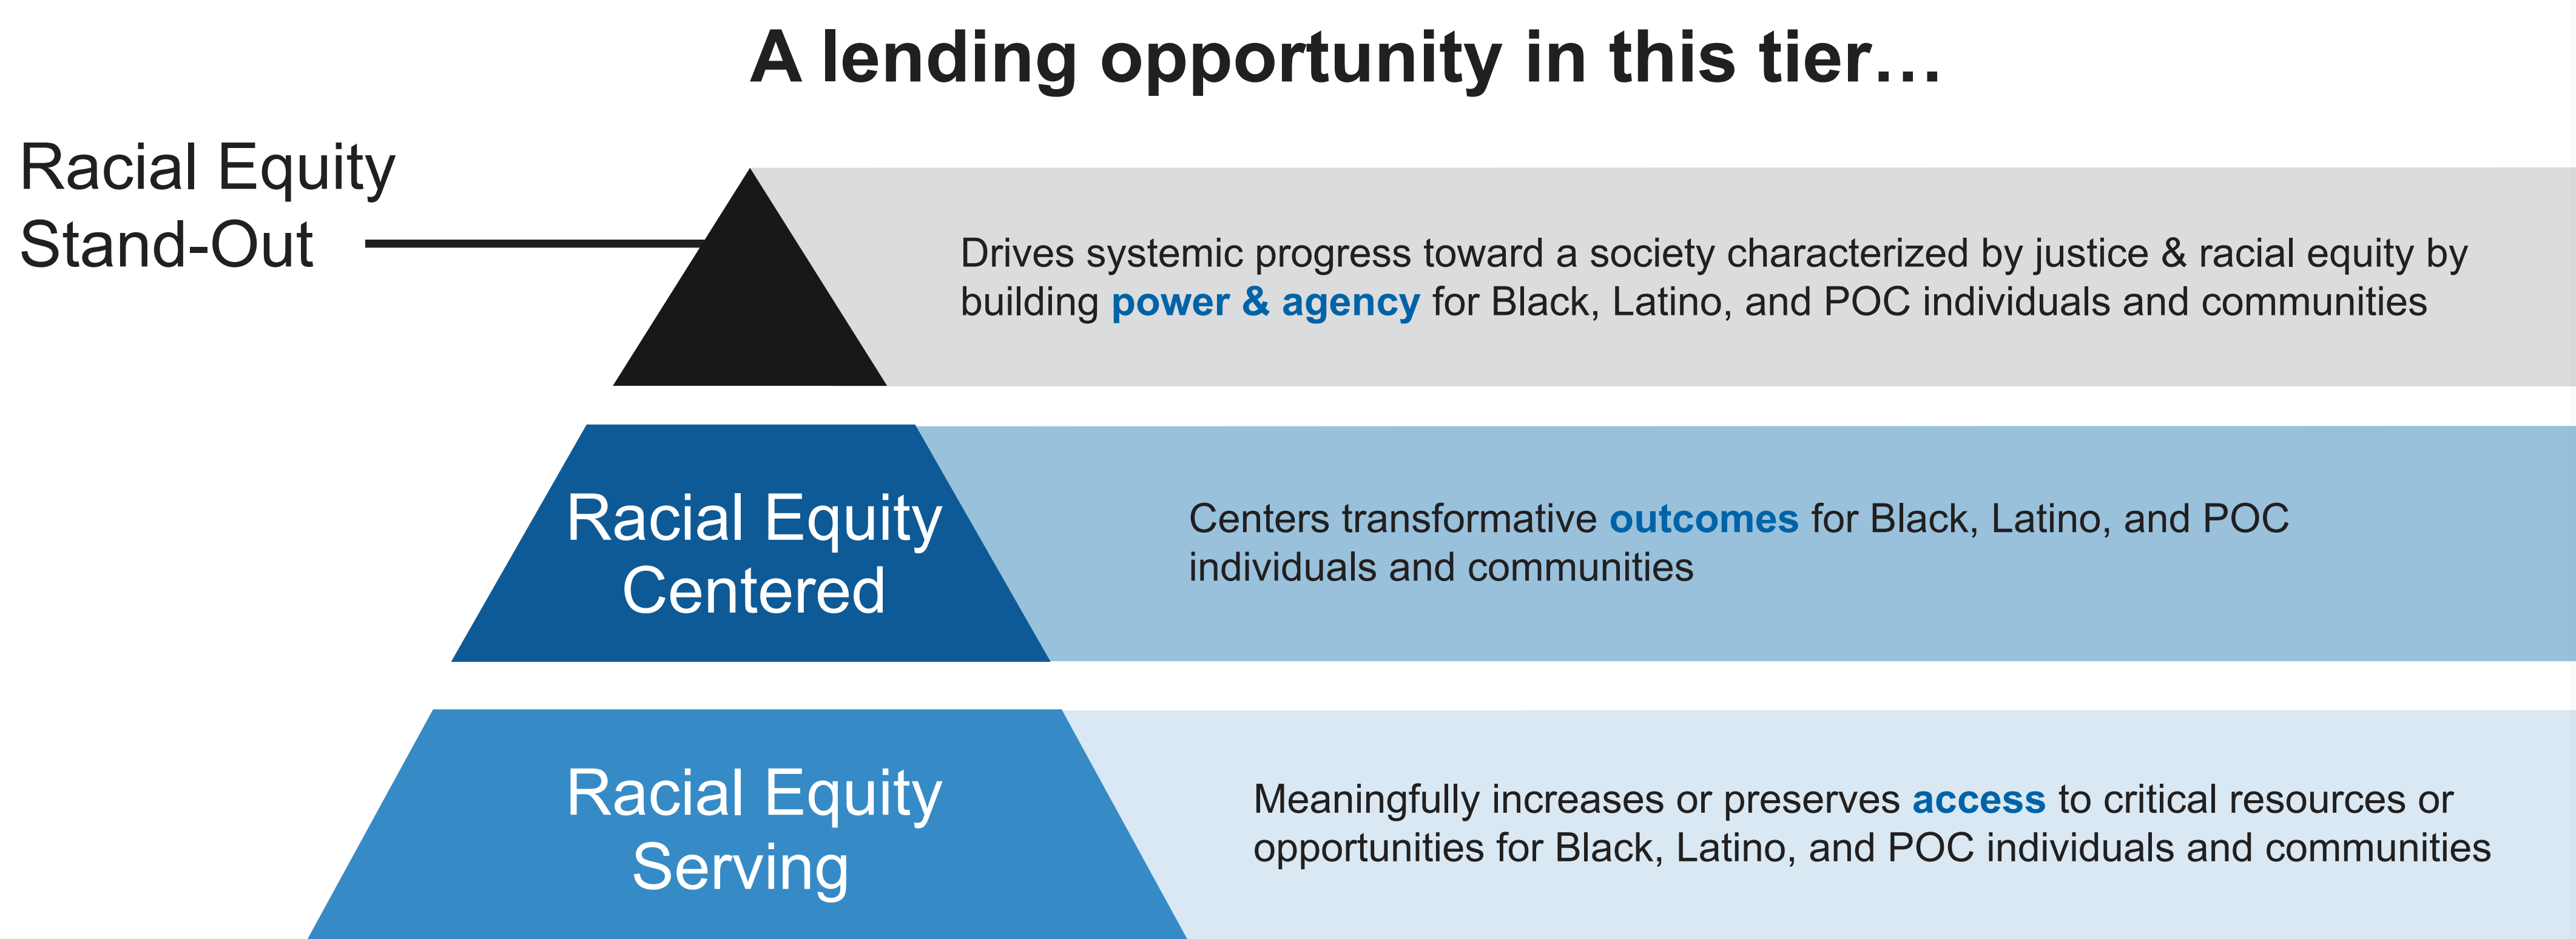 A lending opportunity in this tier…
Racial Equity
Stand-Out
Drives systemic progress toward a society characterized by justice & racial equity by
building power & agency for Black, Latino, and POC individuals and communities
Racial Equity
Centered
Centers transformative outcomes for Black, Latino, and POC
individuals and communities
Racial Equity
Serving
Meaningfully increases or preserves access to critical resources or
opportunities for Black, Latino, and POC individuals and communities